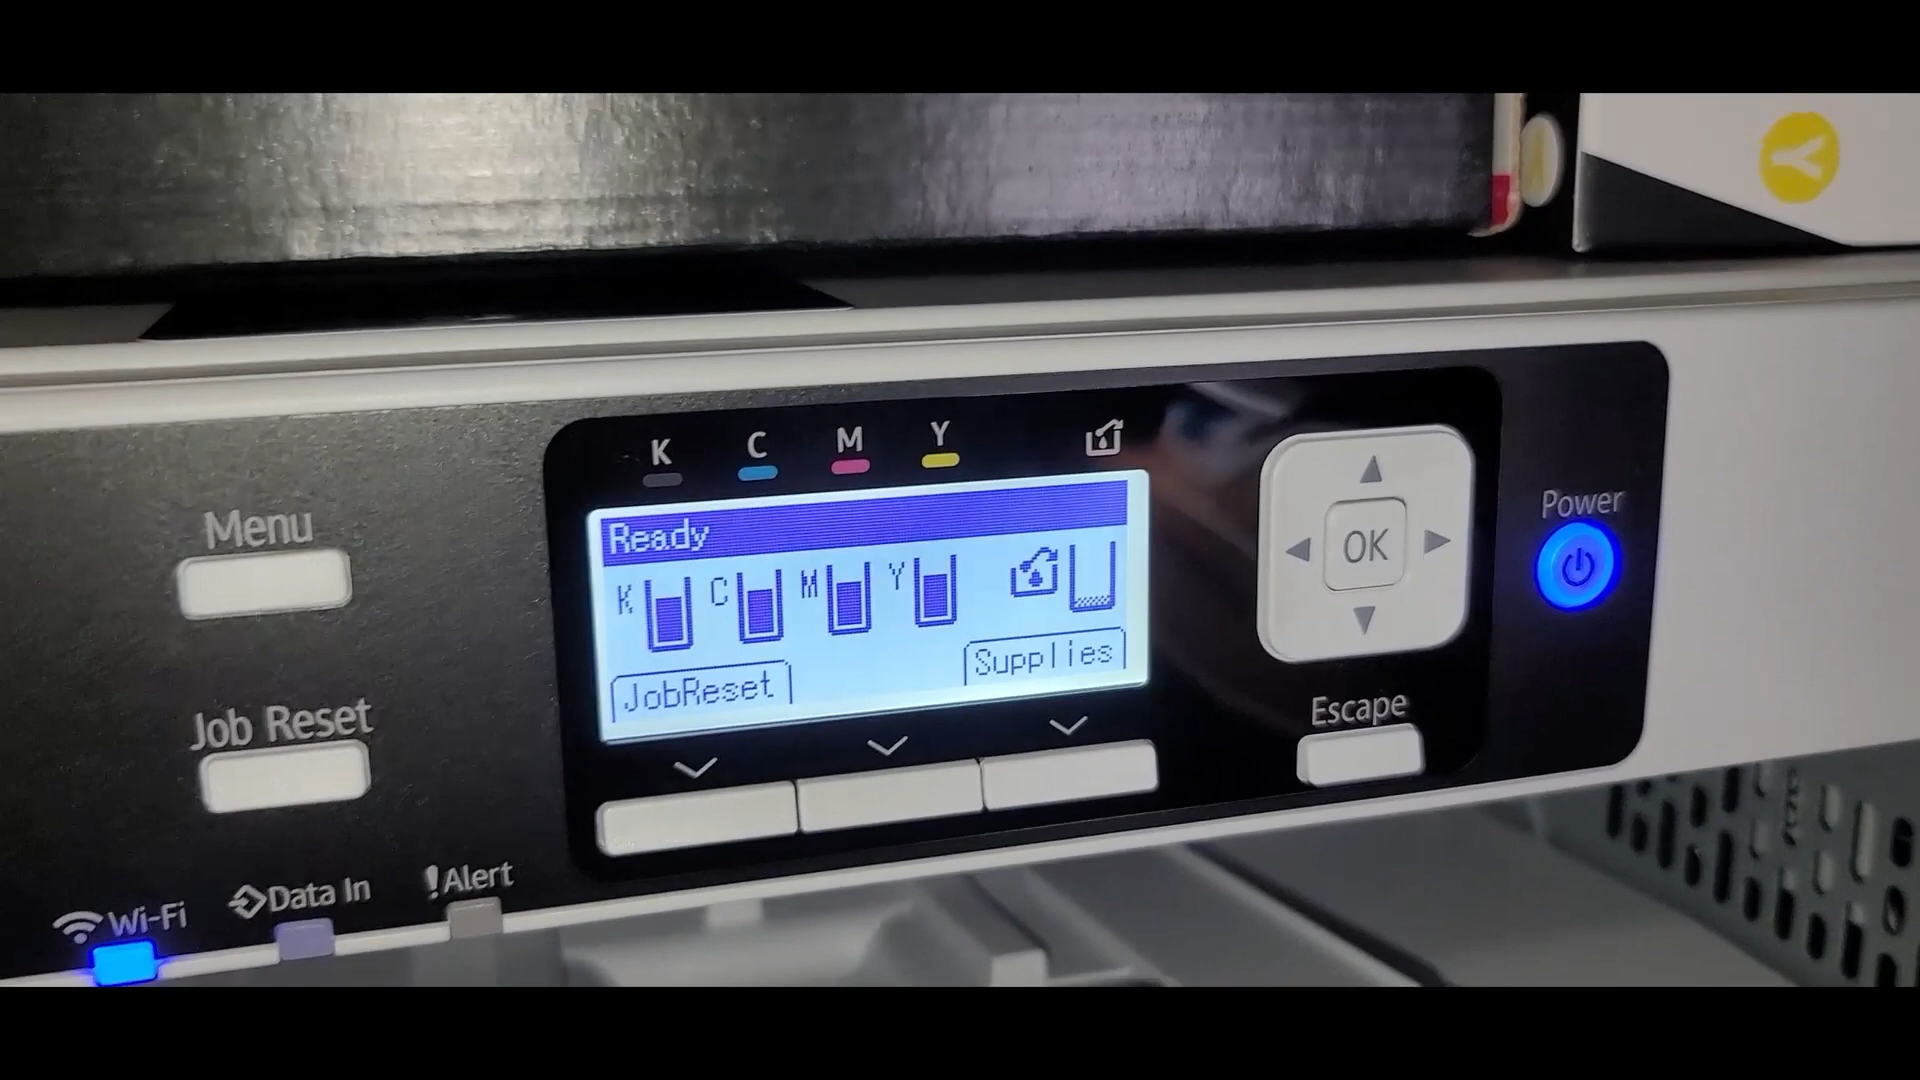 Y
K C M Y
Menu
Ready
K C M Y
JobReset Supplies
OK
Power
Job Reset
Escape
Wi-Fi Data In !Alert